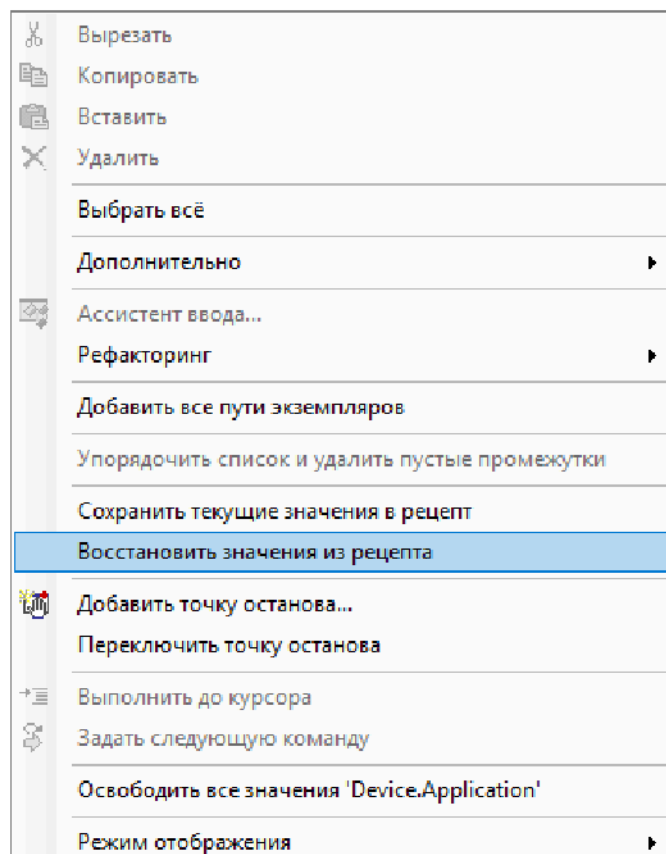 Вырезать
Копировать
Вставить
Удалить
Выбрать всё
Дополнительно
Ассистент ввода...
Рефакторинг
Добавить все пути экземпляров
Упорядочить список и удалить пустые промежутки
Сохранить текущие значения в рецепт
Восстановить значения из рецепта
Добавить точку останова...
Переключить точку останова
Выполнить до курсора
Задать следующую команду
Освободить все значения 'Device.Application'
Режим отображения